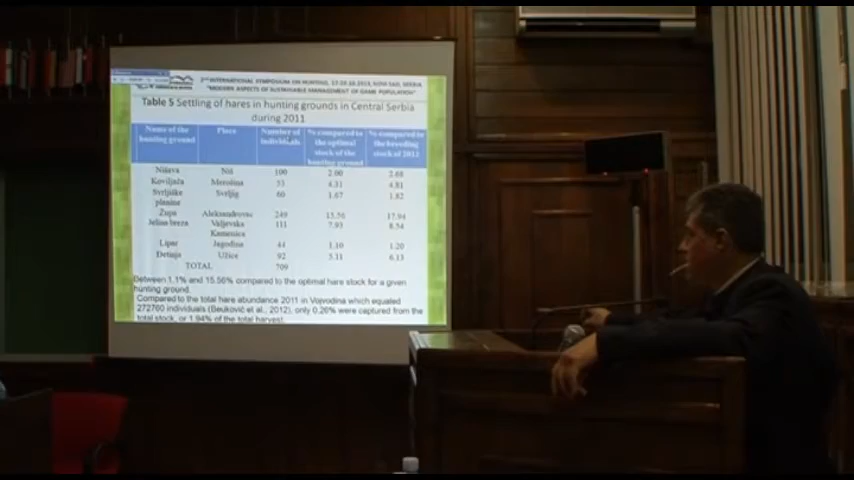 2ND INTERNATIONAL SYMPOSIUM ON HUNTING, 17-20.10.2013, NOVI SAD, SERBIA
"MODERN ASPECTS OF SUSTAINABLE MANAGEMENT OF GAME POPULATION"
Table 5 Settling of hares in hunting grounds in Central Serbia
during 2011
Name of the hunting ground Place Number of individuals % compared to the optimal stock of the hunting ground % compared to the breeding stock of 2011
Nišava Niš 100 2.00 2.68
Koviljača Merošina 53 4.31 4.81
Svrljiške planine Svrljig 60 1.67 1.82
Župa Aleksandrovac 249 15.56 17.94
Jelina breza Valjevska Kamenica 111 7.93 8.54
Lipar Jagodina 44 1.10 1.20
Đetinja Užice 92 5.11 6.13
TOTAL 709
Between 1.1% and 15.56% compared to the optimal hare stock for a given
hunting ground.
Compared to the total hare abundance 2011 in Vojvodina which equated
272760 individuals (Beuković et al., 2012), only 0.26% were captured from the
total stock, or 1.94% of the total harvest.